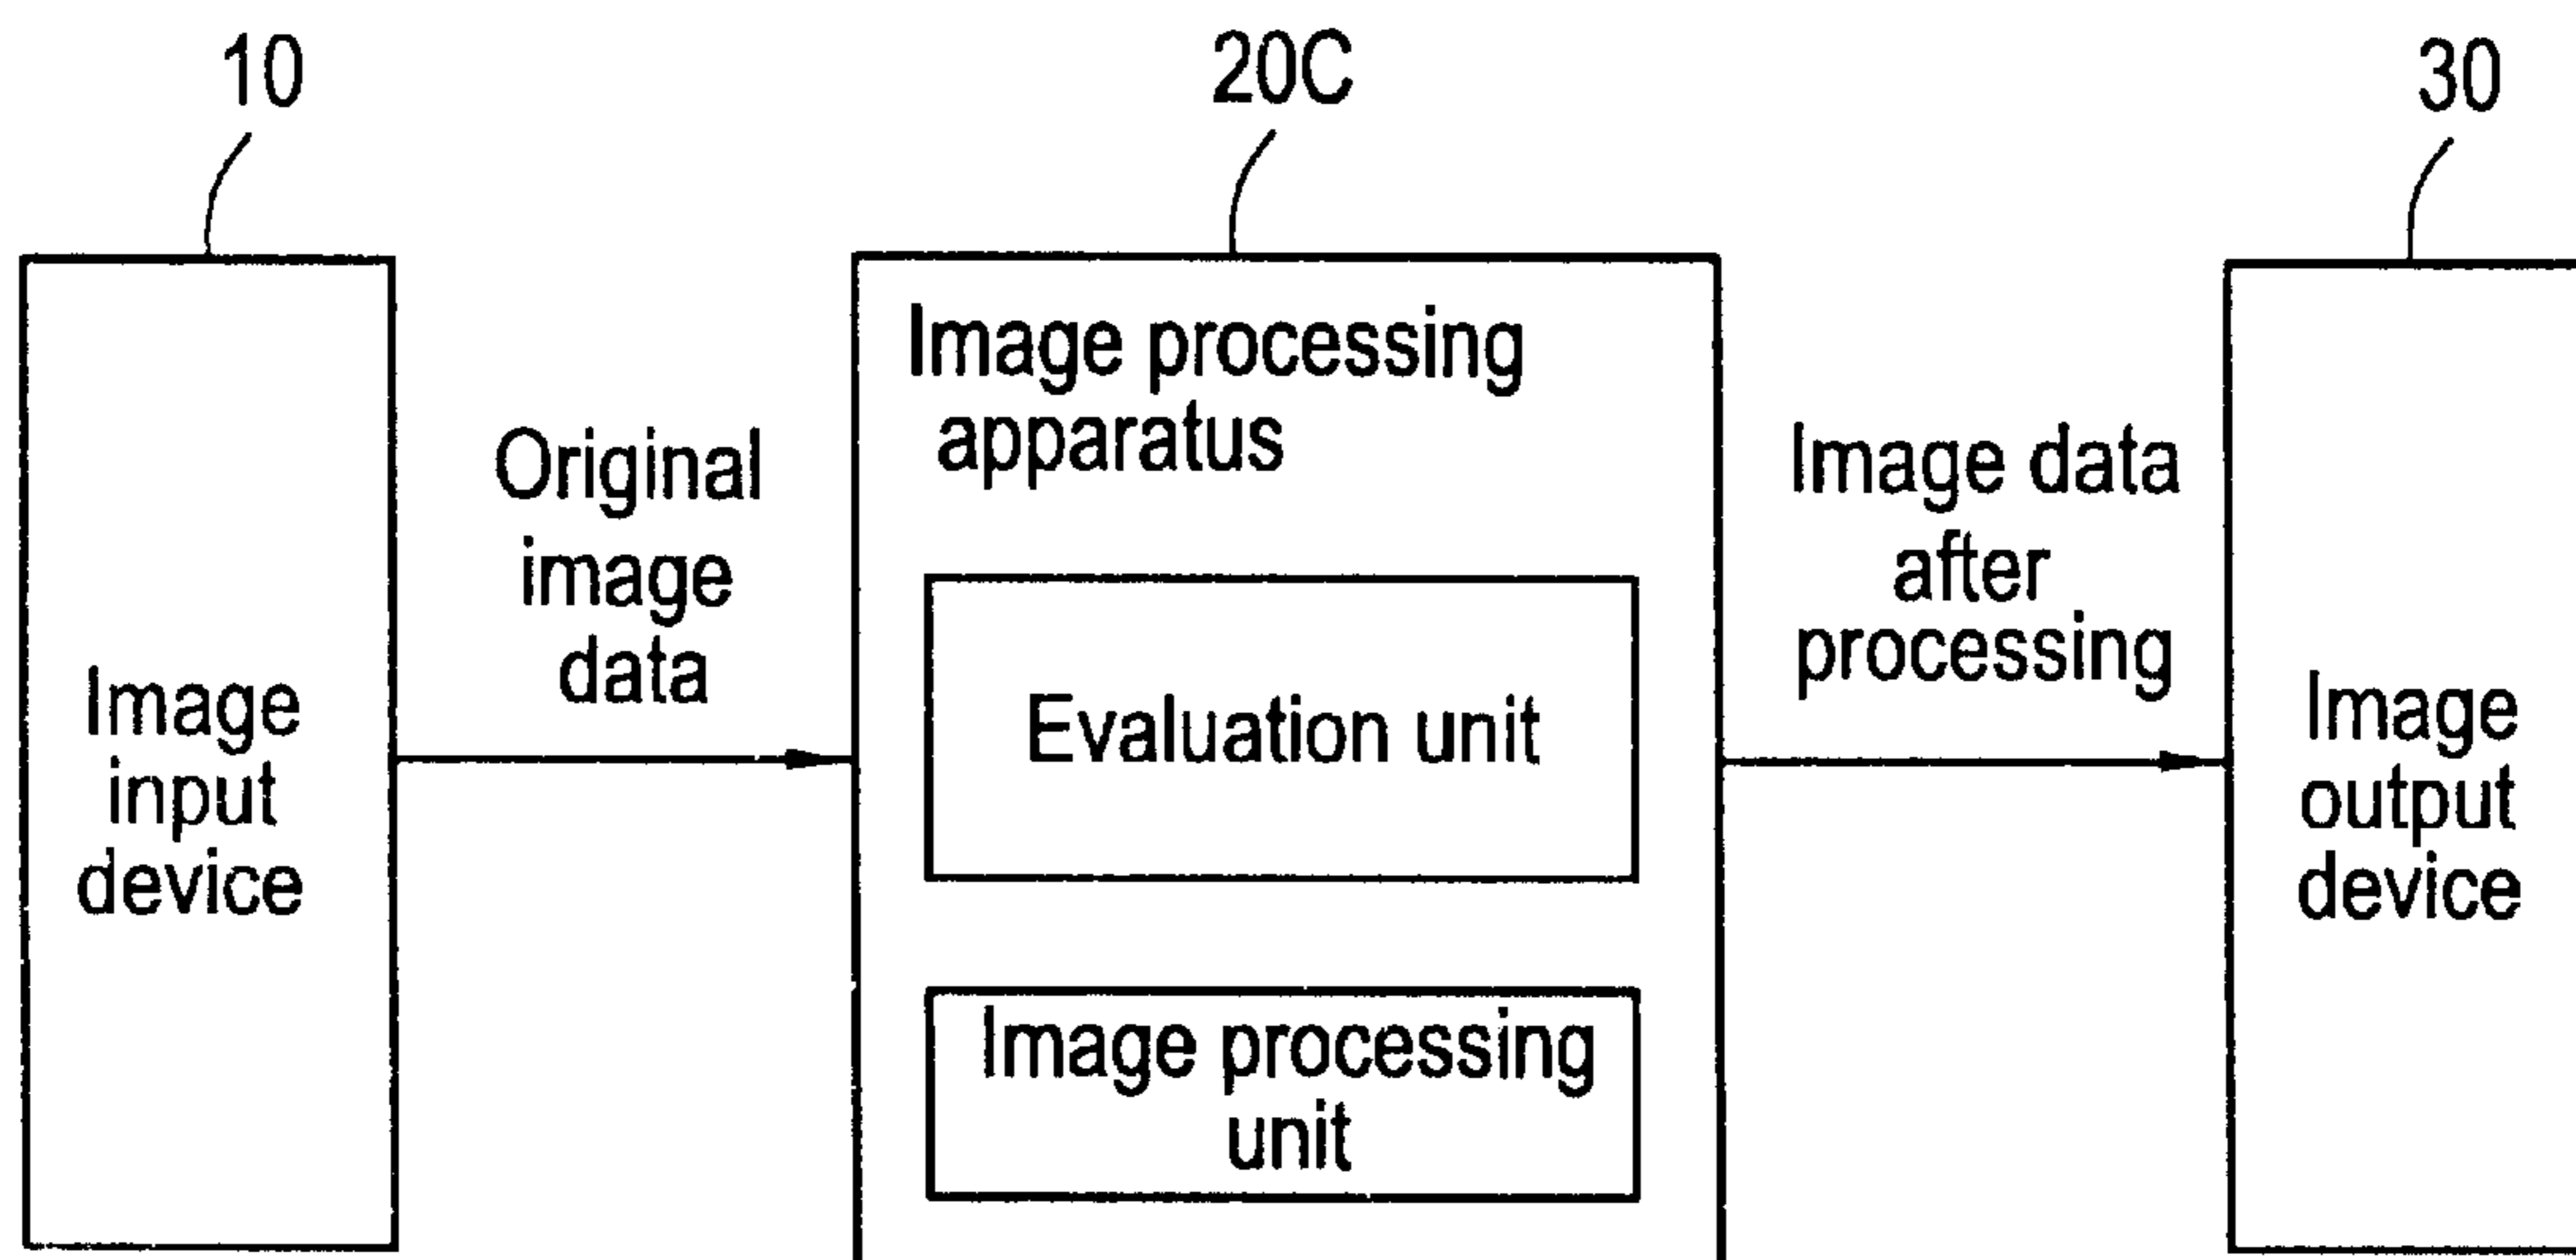 10
20C
30
Image
input
device
Original
image
data
Image processing
apparatus
Evaluation unit
Image processing
unit
Image data
after
processing
Image
output
device